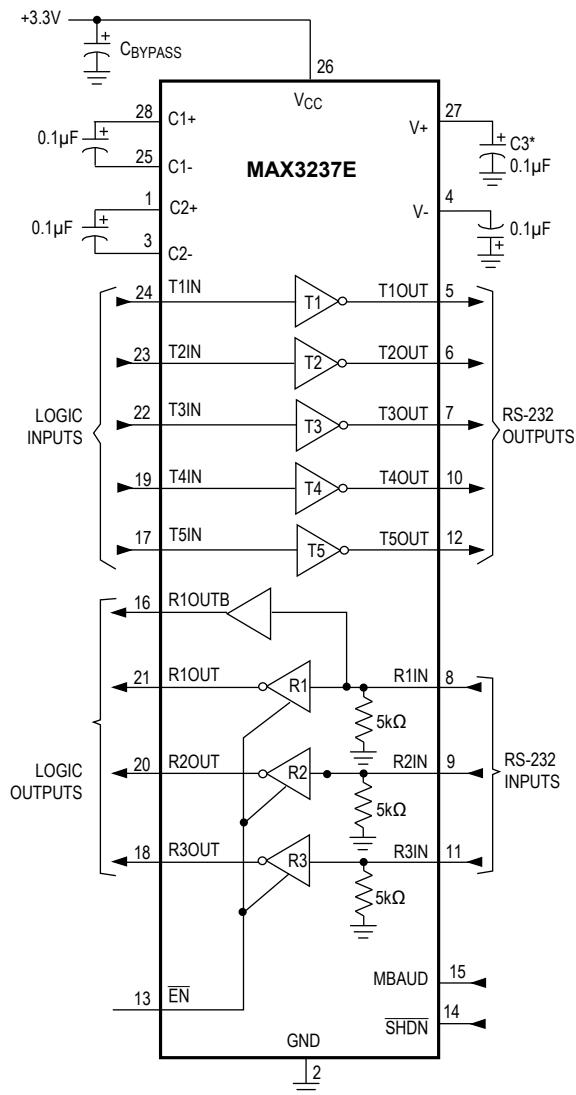 +3.3V
CBYPASS
26
VCC
28 C1+
V+ 27
0.1µF
C3*
0.1µF
25 C1-
MAX3237E
1 C2+
V- 4
0.1µF
0.1µF
3 C2-
24 T1IN T1 T1OUT 5
23 T2IN T2 T2OUT 6
LOGIC
INPUTS
22 T3IN T3 T3OUT 7
RS-232
OUTPUTS
19 T4IN T4 T4OUT 10
17 T5IN T5 T5OUT 12
16 R1OUTB
21 R1OUT R1 R1IN 8
5kΩ
LOGIC
OUTPUTS
20 R2OUT R2 R2IN 9
RS-232
INPUTS
5kΩ
18 R3OUT R3 R3IN 11
5kΩ
MBAUD 15
13 EN
SHDN 14
GND
2